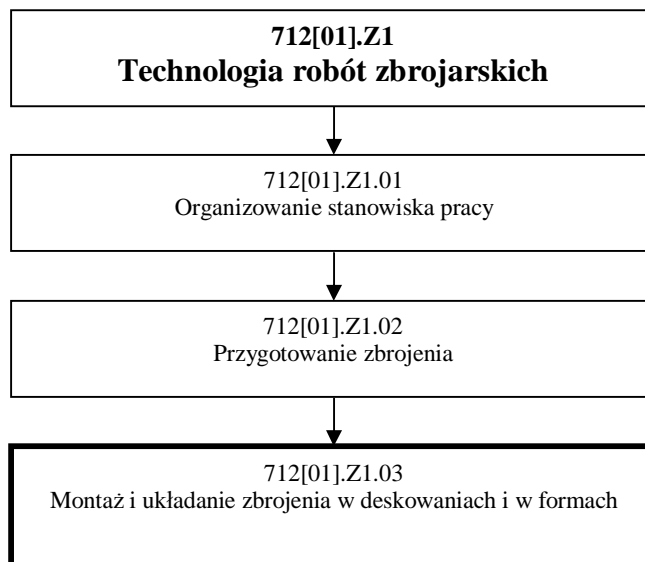 712[01].Z1
Technologia robót zbrojarskich
712[01].Z1.01
Organizowanie stanowiska pracy
712[01].Z1.02
Przygotowanie zbrojenia
712[01].Z1.03
Montaż i układanie zbrojenia w deskowaniach i w formach